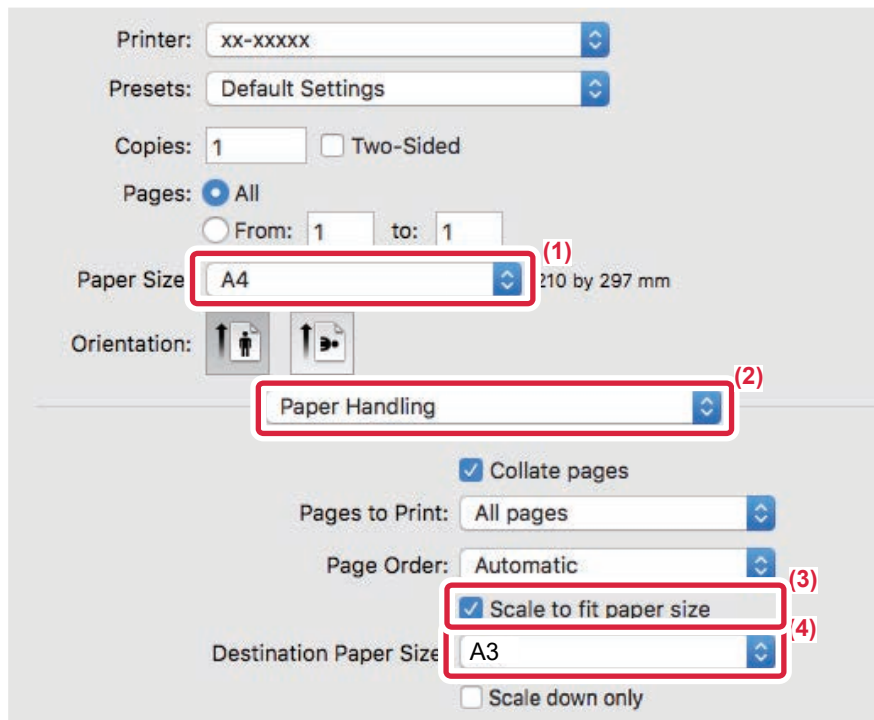 Printer: xx-xxxxx
Presets: Default Settings
Copies: 1 Two-Sided
Pages: All
From: 1 to: 1
(1)
Paper Size A4 210 by 297 mm
Orientation:
(2)
Paper Handling
Collate pages
Pages to Print: All pages
Page Order: Automatic
(3)
Scale to fit paper size
(4)
Destination Paper Size A3
Scale down only